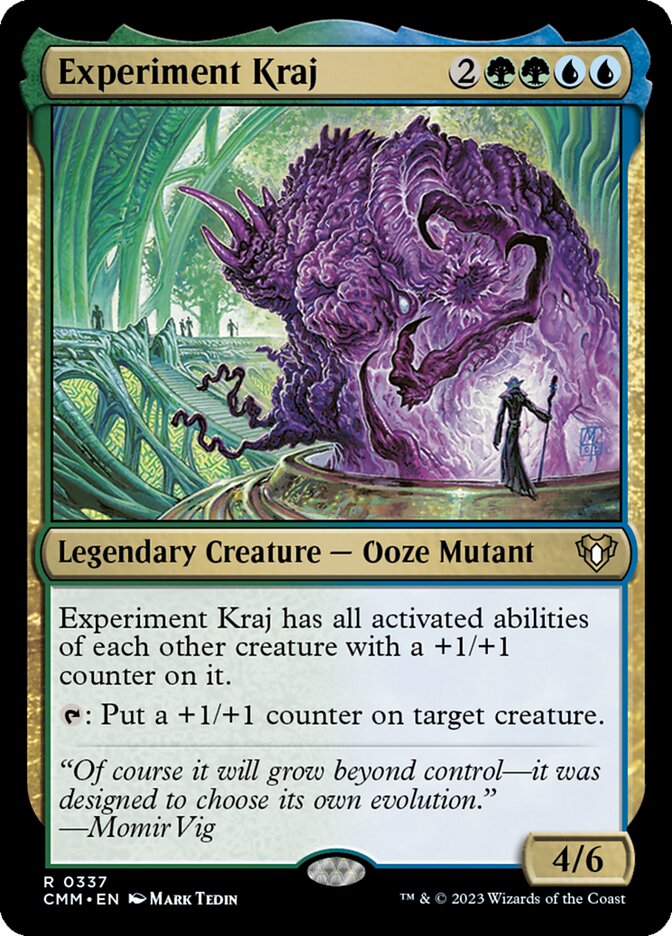 Experiment Kraj 2
Legendary Creature — Ooze Mutant
Experiment Kraj has all activated abilities
of each other creature with a +1/+1
counter on it.
: Put a +1/+1 counter on target creature.
“Of course it will grow beyond control—it was
designed to choose its own evolution.”
—Momir Vig
4/6
R 0337
CMM • EN Mark Tedin ™ & © 2023 Wizards of the Coast